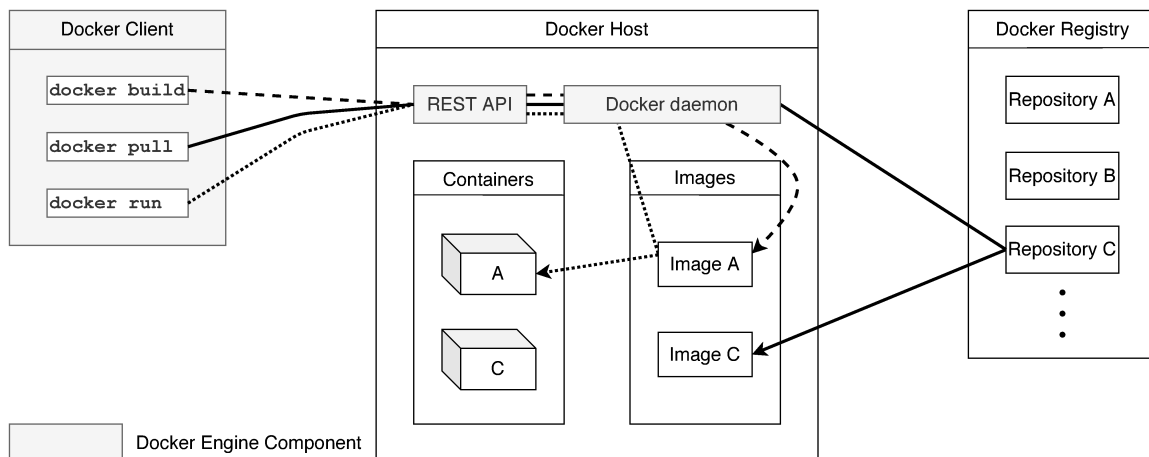 Docker Client
docker build
docker pull
docker run
Docker Host
REST API
Docker daemon
Containers
A
C
Images
Image A
Image C
Docker Registry
Repository A
Repository B
Repository C
Docker Engine Component